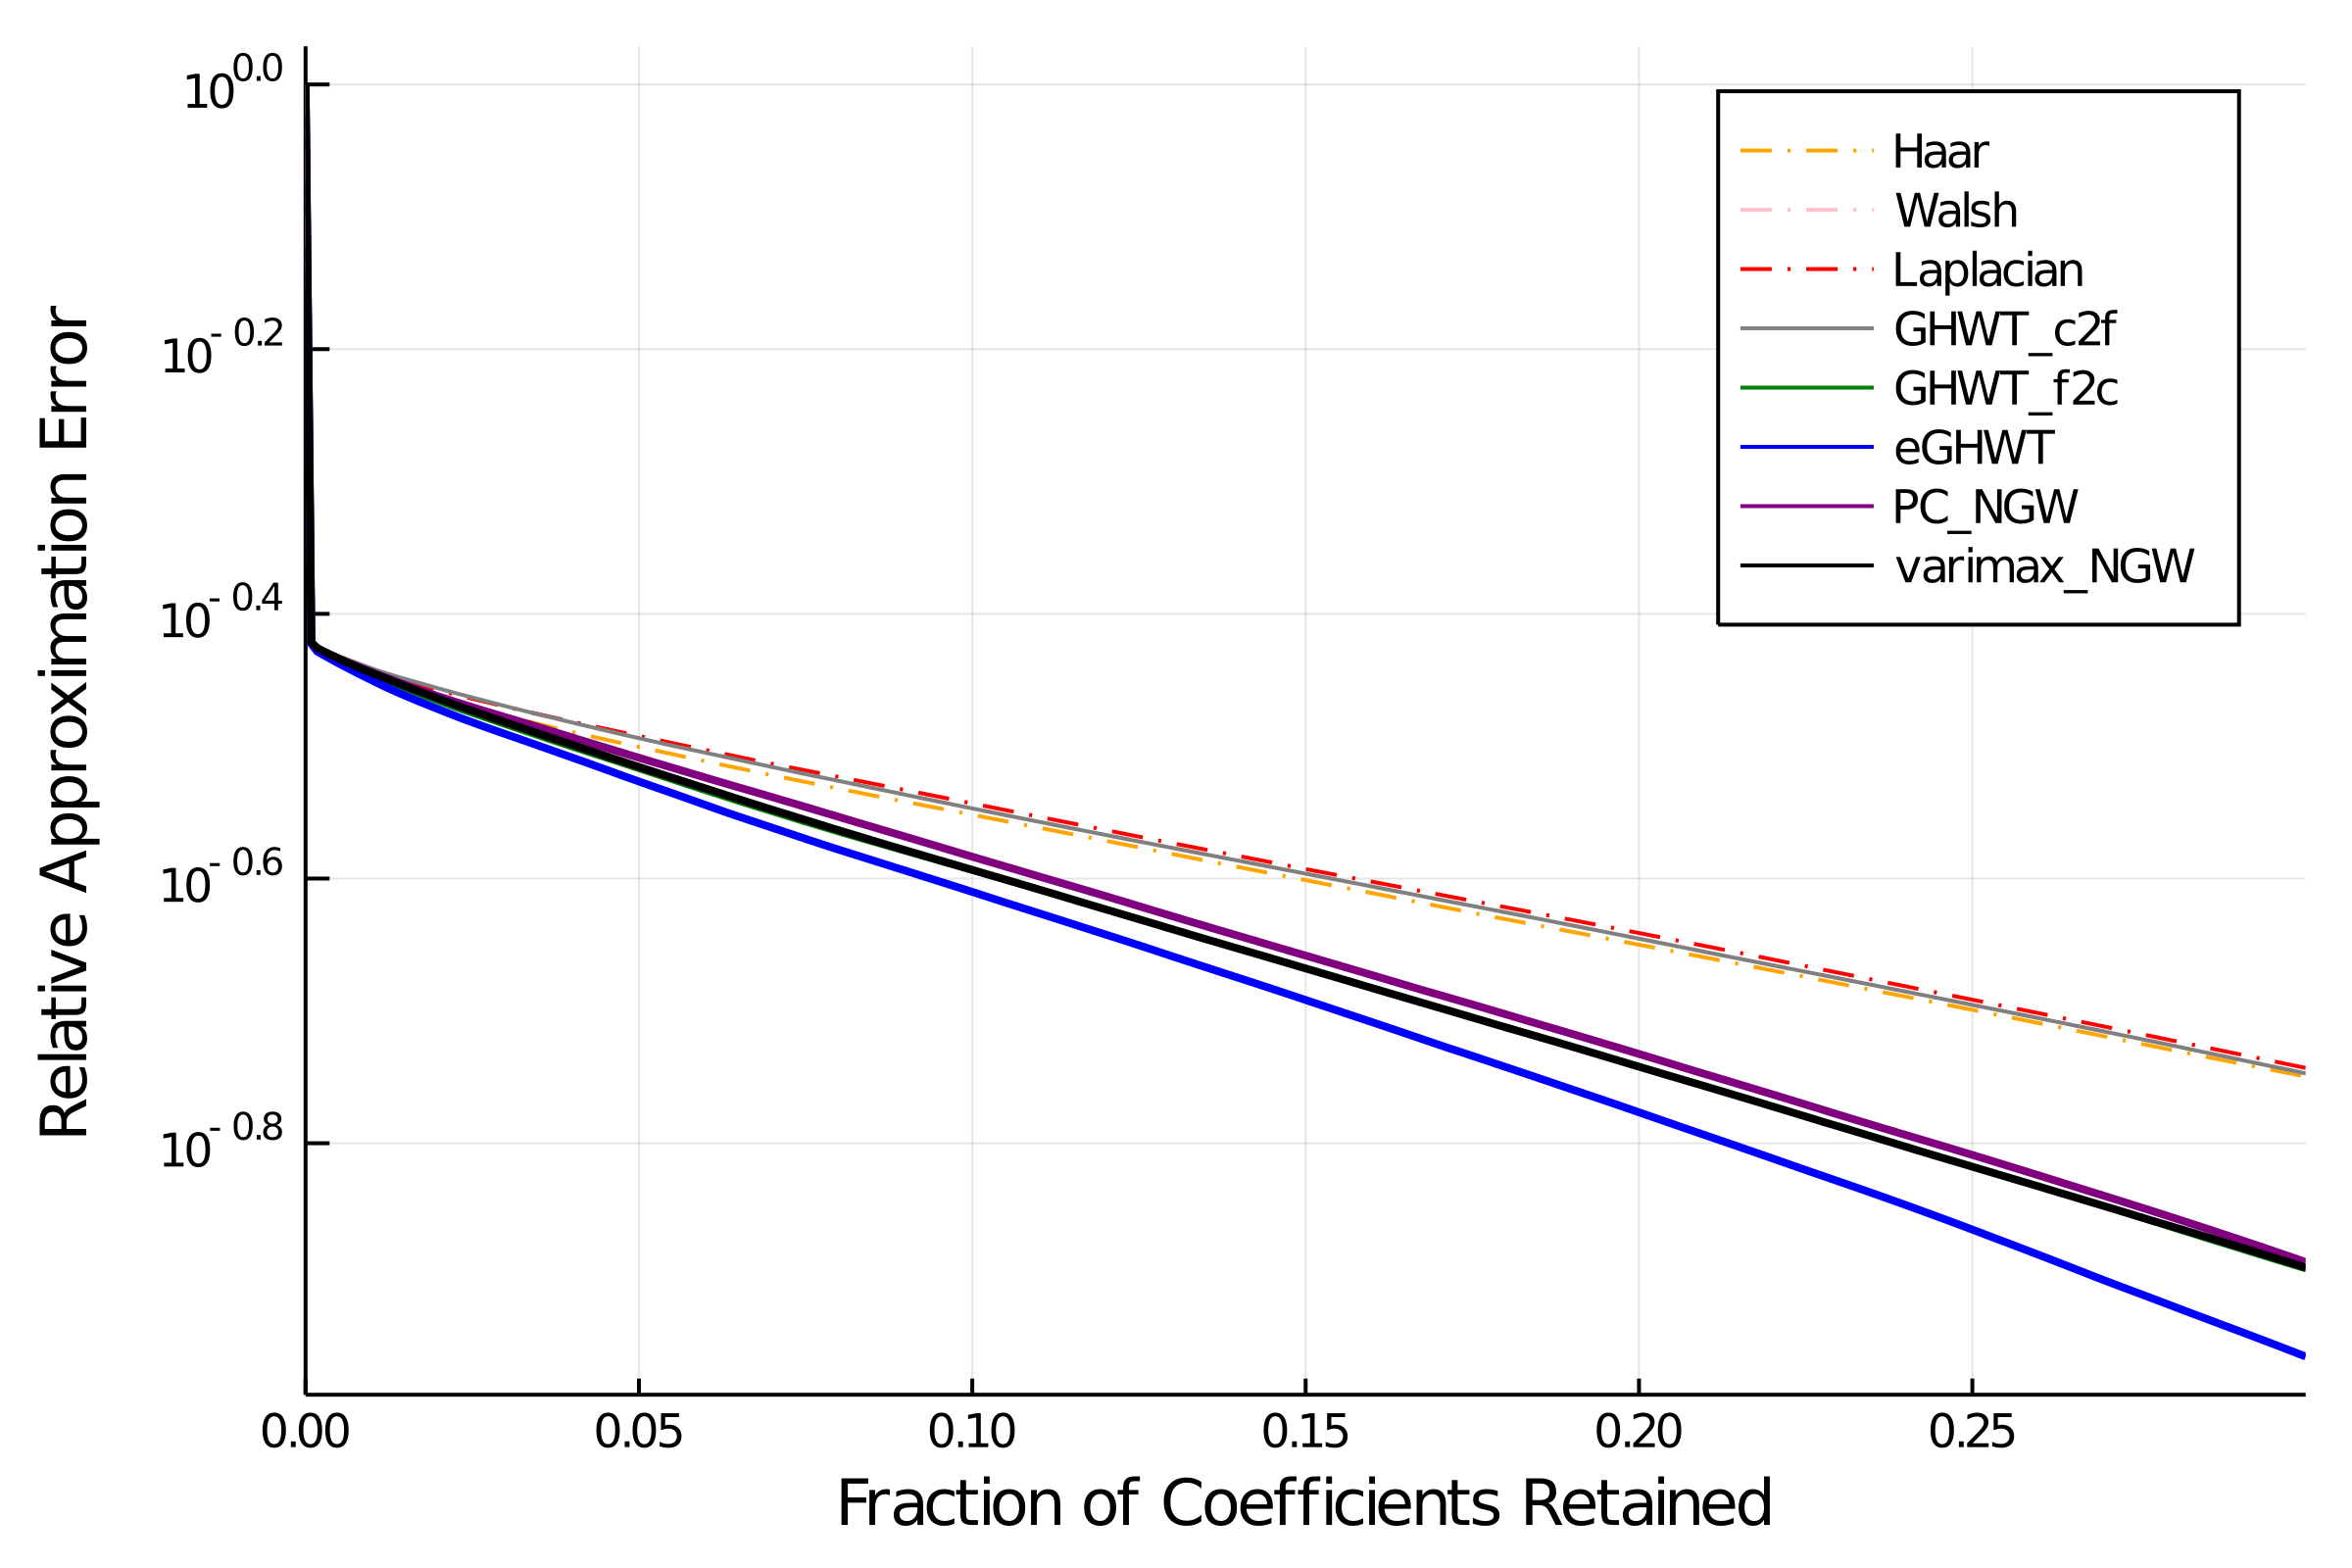 10^0.0
10^-0.2
10^-0.4
10^-0.6
10^-0.8
Relative Approximation Error
Haar
Walsh
Laplacian
GHWT_c2f
GHWT_f2c
eGHWT
PC_NGW
varimax_NGW
0.00 0.05 0.10 0.15 0.20 0.25
Fraction of Coefficients Retained